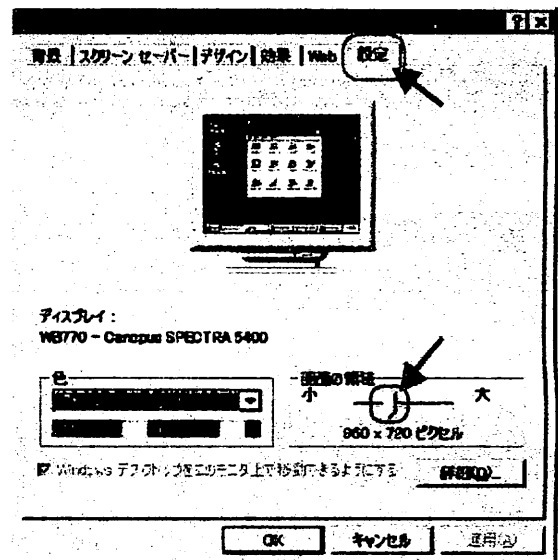 背景 スクリーン セーバー デザイン 効果 Web 設定
ディスプレイ :
WB770 - Canopus SPECTRA 5400
色
画面の領域
小 大
960 x 720 ピクセル
Windows デスクトップをこのモニタ上で移動できるようにする
詳細(D)...
OK キャンセル 適用(A)